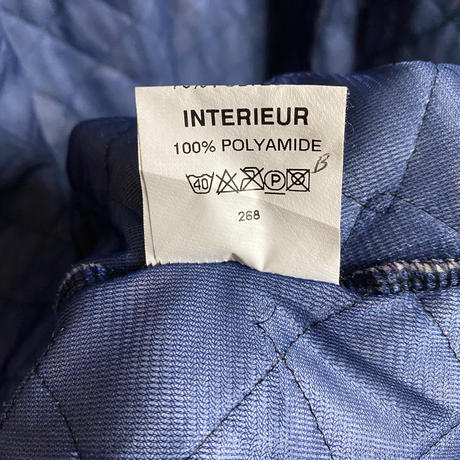 INTERIEUR
100% POLYAMIDE
B
40 P
268